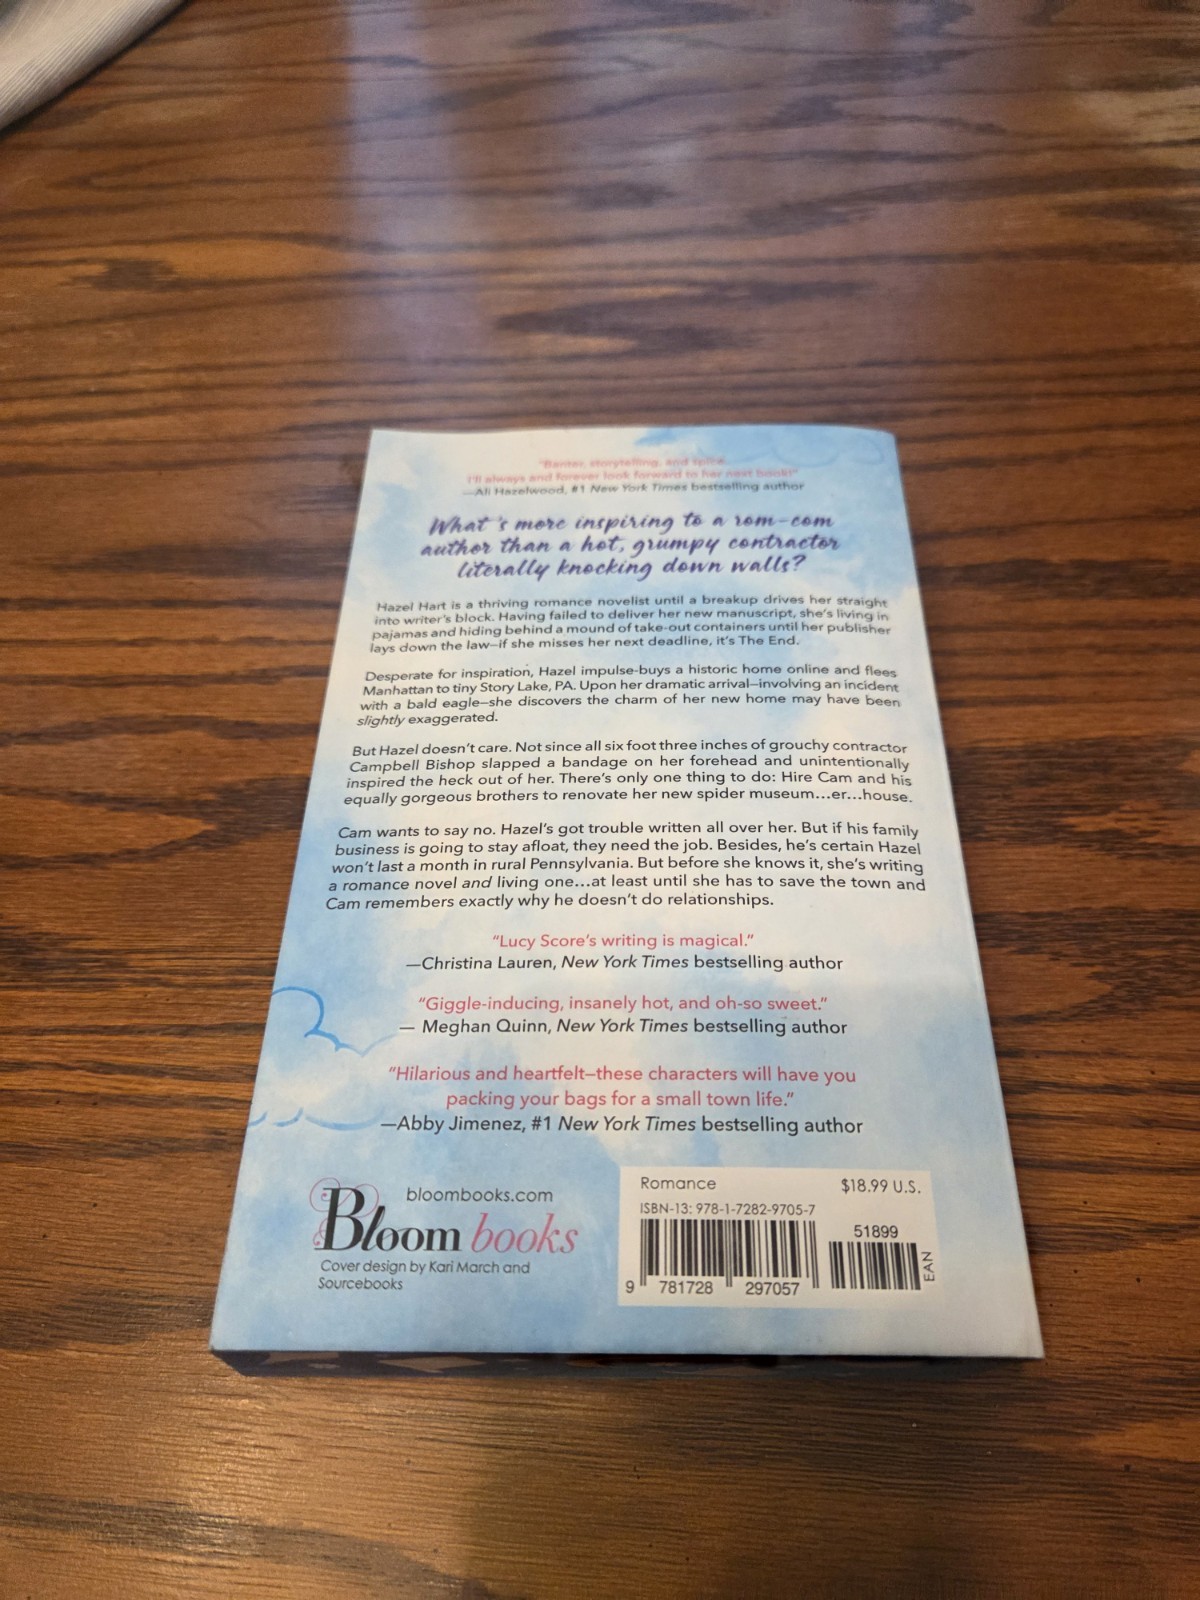 "Banter, storytelling, and spice...
I'll always and forever look forward to her next book!"
—Ali Hazelwood, #1 New York Times bestselling author
What's more inspiring to a rom-com
author than a hot, grumpy contractor
literally knocking down walls?
Hazel Hart is a thriving romance novelist until a breakup drives her straight
into writer's block. Having failed to deliver her new manuscript, she's living in
pajamas and hiding behind a mound of take-out containers until her publisher
lays down the law—if she misses her next deadline, it's The End.
Desperate for inspiration, Hazel impulse-buys a historic home online and flees
Manhattan to tiny Story Lake, PA. Upon her dramatic arrival—involving an incident
with a bald eagle—she discovers the charm of her new home may have been
slightly exaggerated.
But Hazel doesn't care. Not since all six foot three inches of grouchy contractor
Campbell Bishop slapped a bandage on her forehead and unintentionally
inspired the heck out of her. There's only one thing to do: Hire Cam and his
equally gorgeous brothers to renovate her new spider museum...er...house.
Cam wants to say no. Hazel's got trouble written all over her. But if his family
business is going to stay afloat, they need the job. Besides, he's certain Hazel
won't last a month in rural Pennsylvania. But before she knows it, she's writing
a romance novel and living one...at least until she has to save the town and
Cam remembers exactly why he doesn't do relationships.
"Lucy Score's writing is magical."
—Christina Lauren, New York Times bestselling author
"Giggle-inducing, insanely hot, and oh-so sweet."
— Meghan Quinn, New York Times bestselling author
"Hilarious and heartfelt—these characters will have you
packing your bags for a small town life."
—Abby Jimenez, #1 New York Times bestselling author
bloombooks.com
Bloom books
Cover design by Kari March and
Sourcebooks
Romance $18.99 U.S.
ISBN-13: 978-1-7282-9705-7
51899
EAN
9 781728 297057